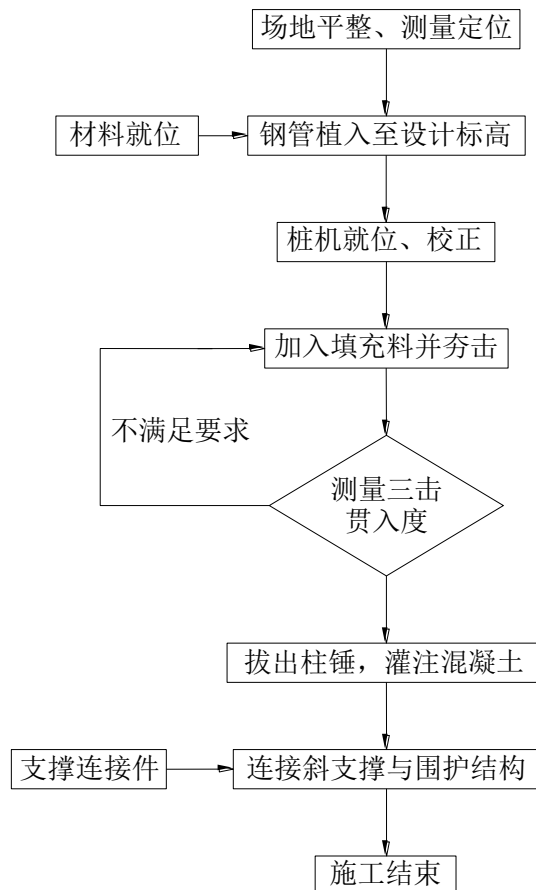 场地平整、测量定位
材料就位
钢管植入至设计标高
桩机就位、校正
加入填充料并夯击
不满足要求
测量三击
贯入度
拔出柱锤，灌注混凝土
支撑连接件
连接斜支撑与围护结构
施工结束